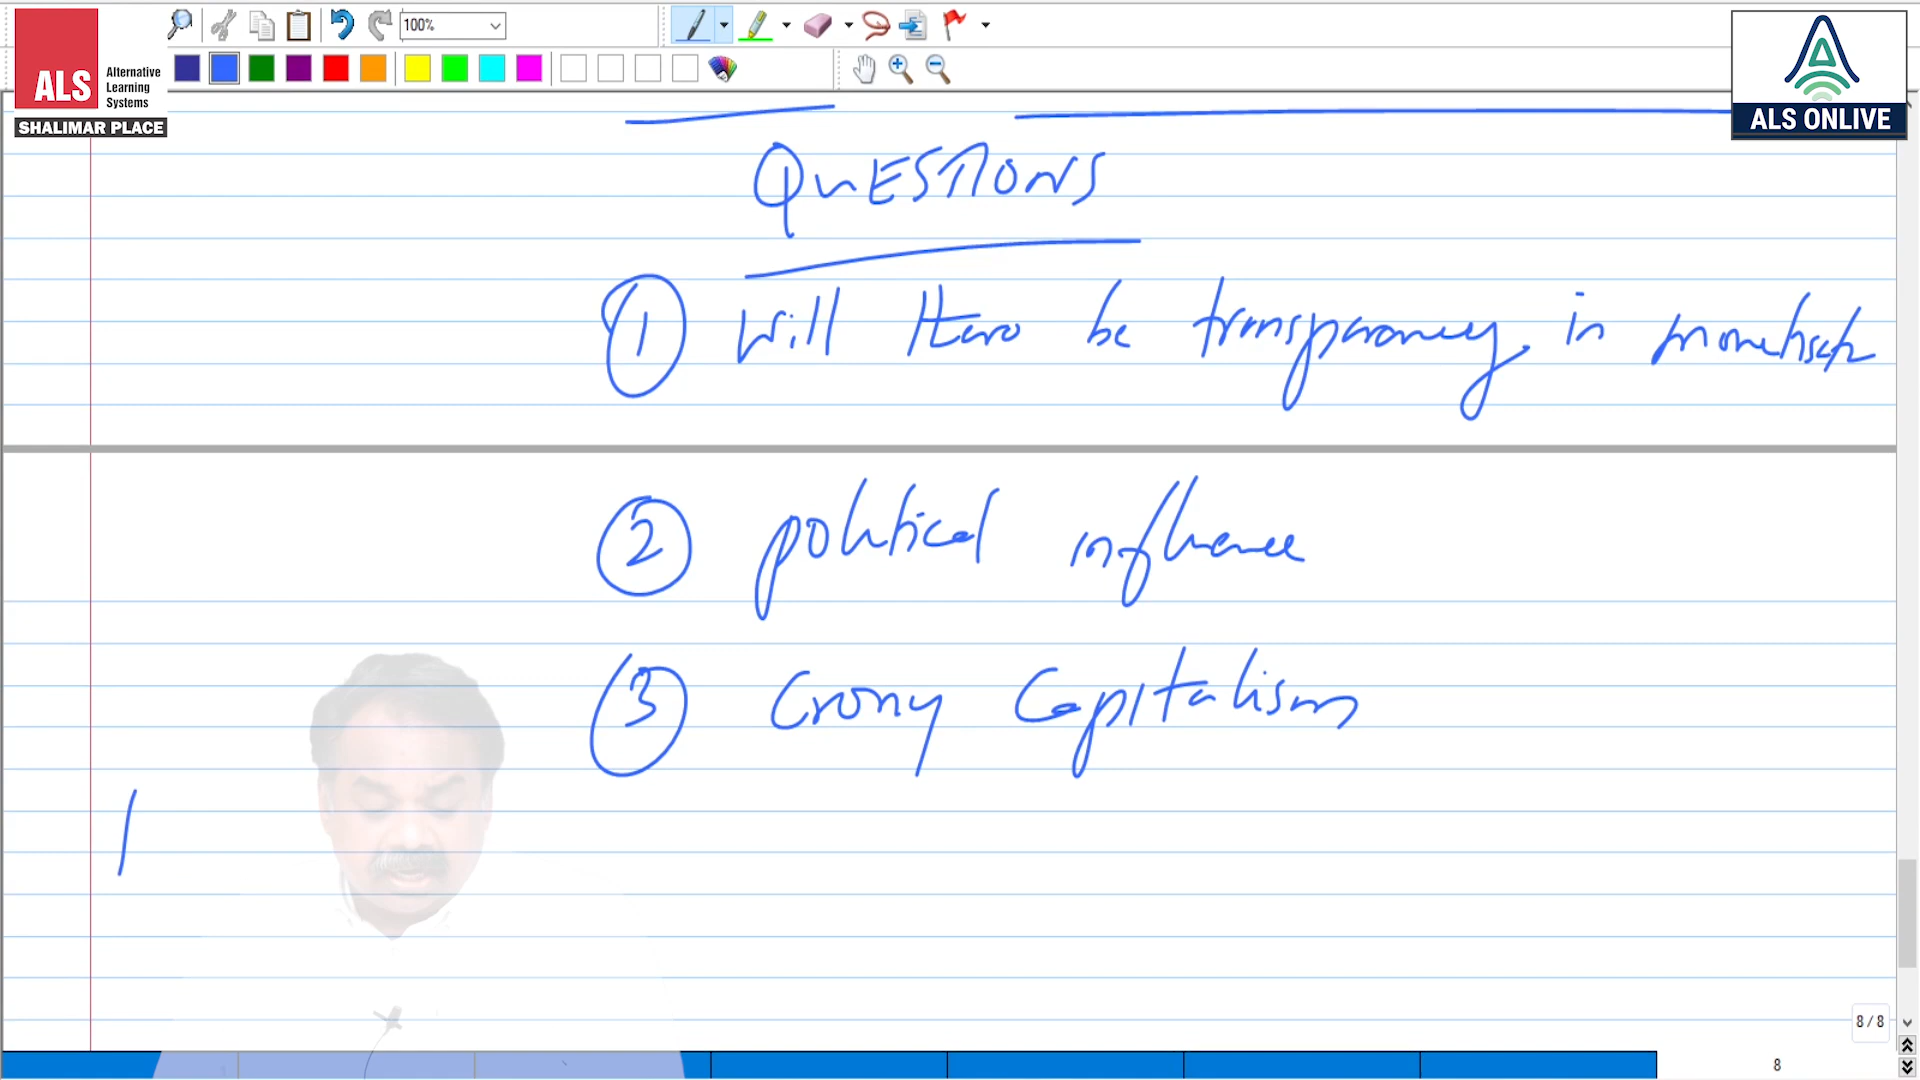 100%
ALS
Alternative
Learning
Systems
SHALIMAR PLACE
ALS ONLIVE
QUESTIONS
① Will there be transparency in
② political influence
③ Crony Capitalism
8 / 8
8